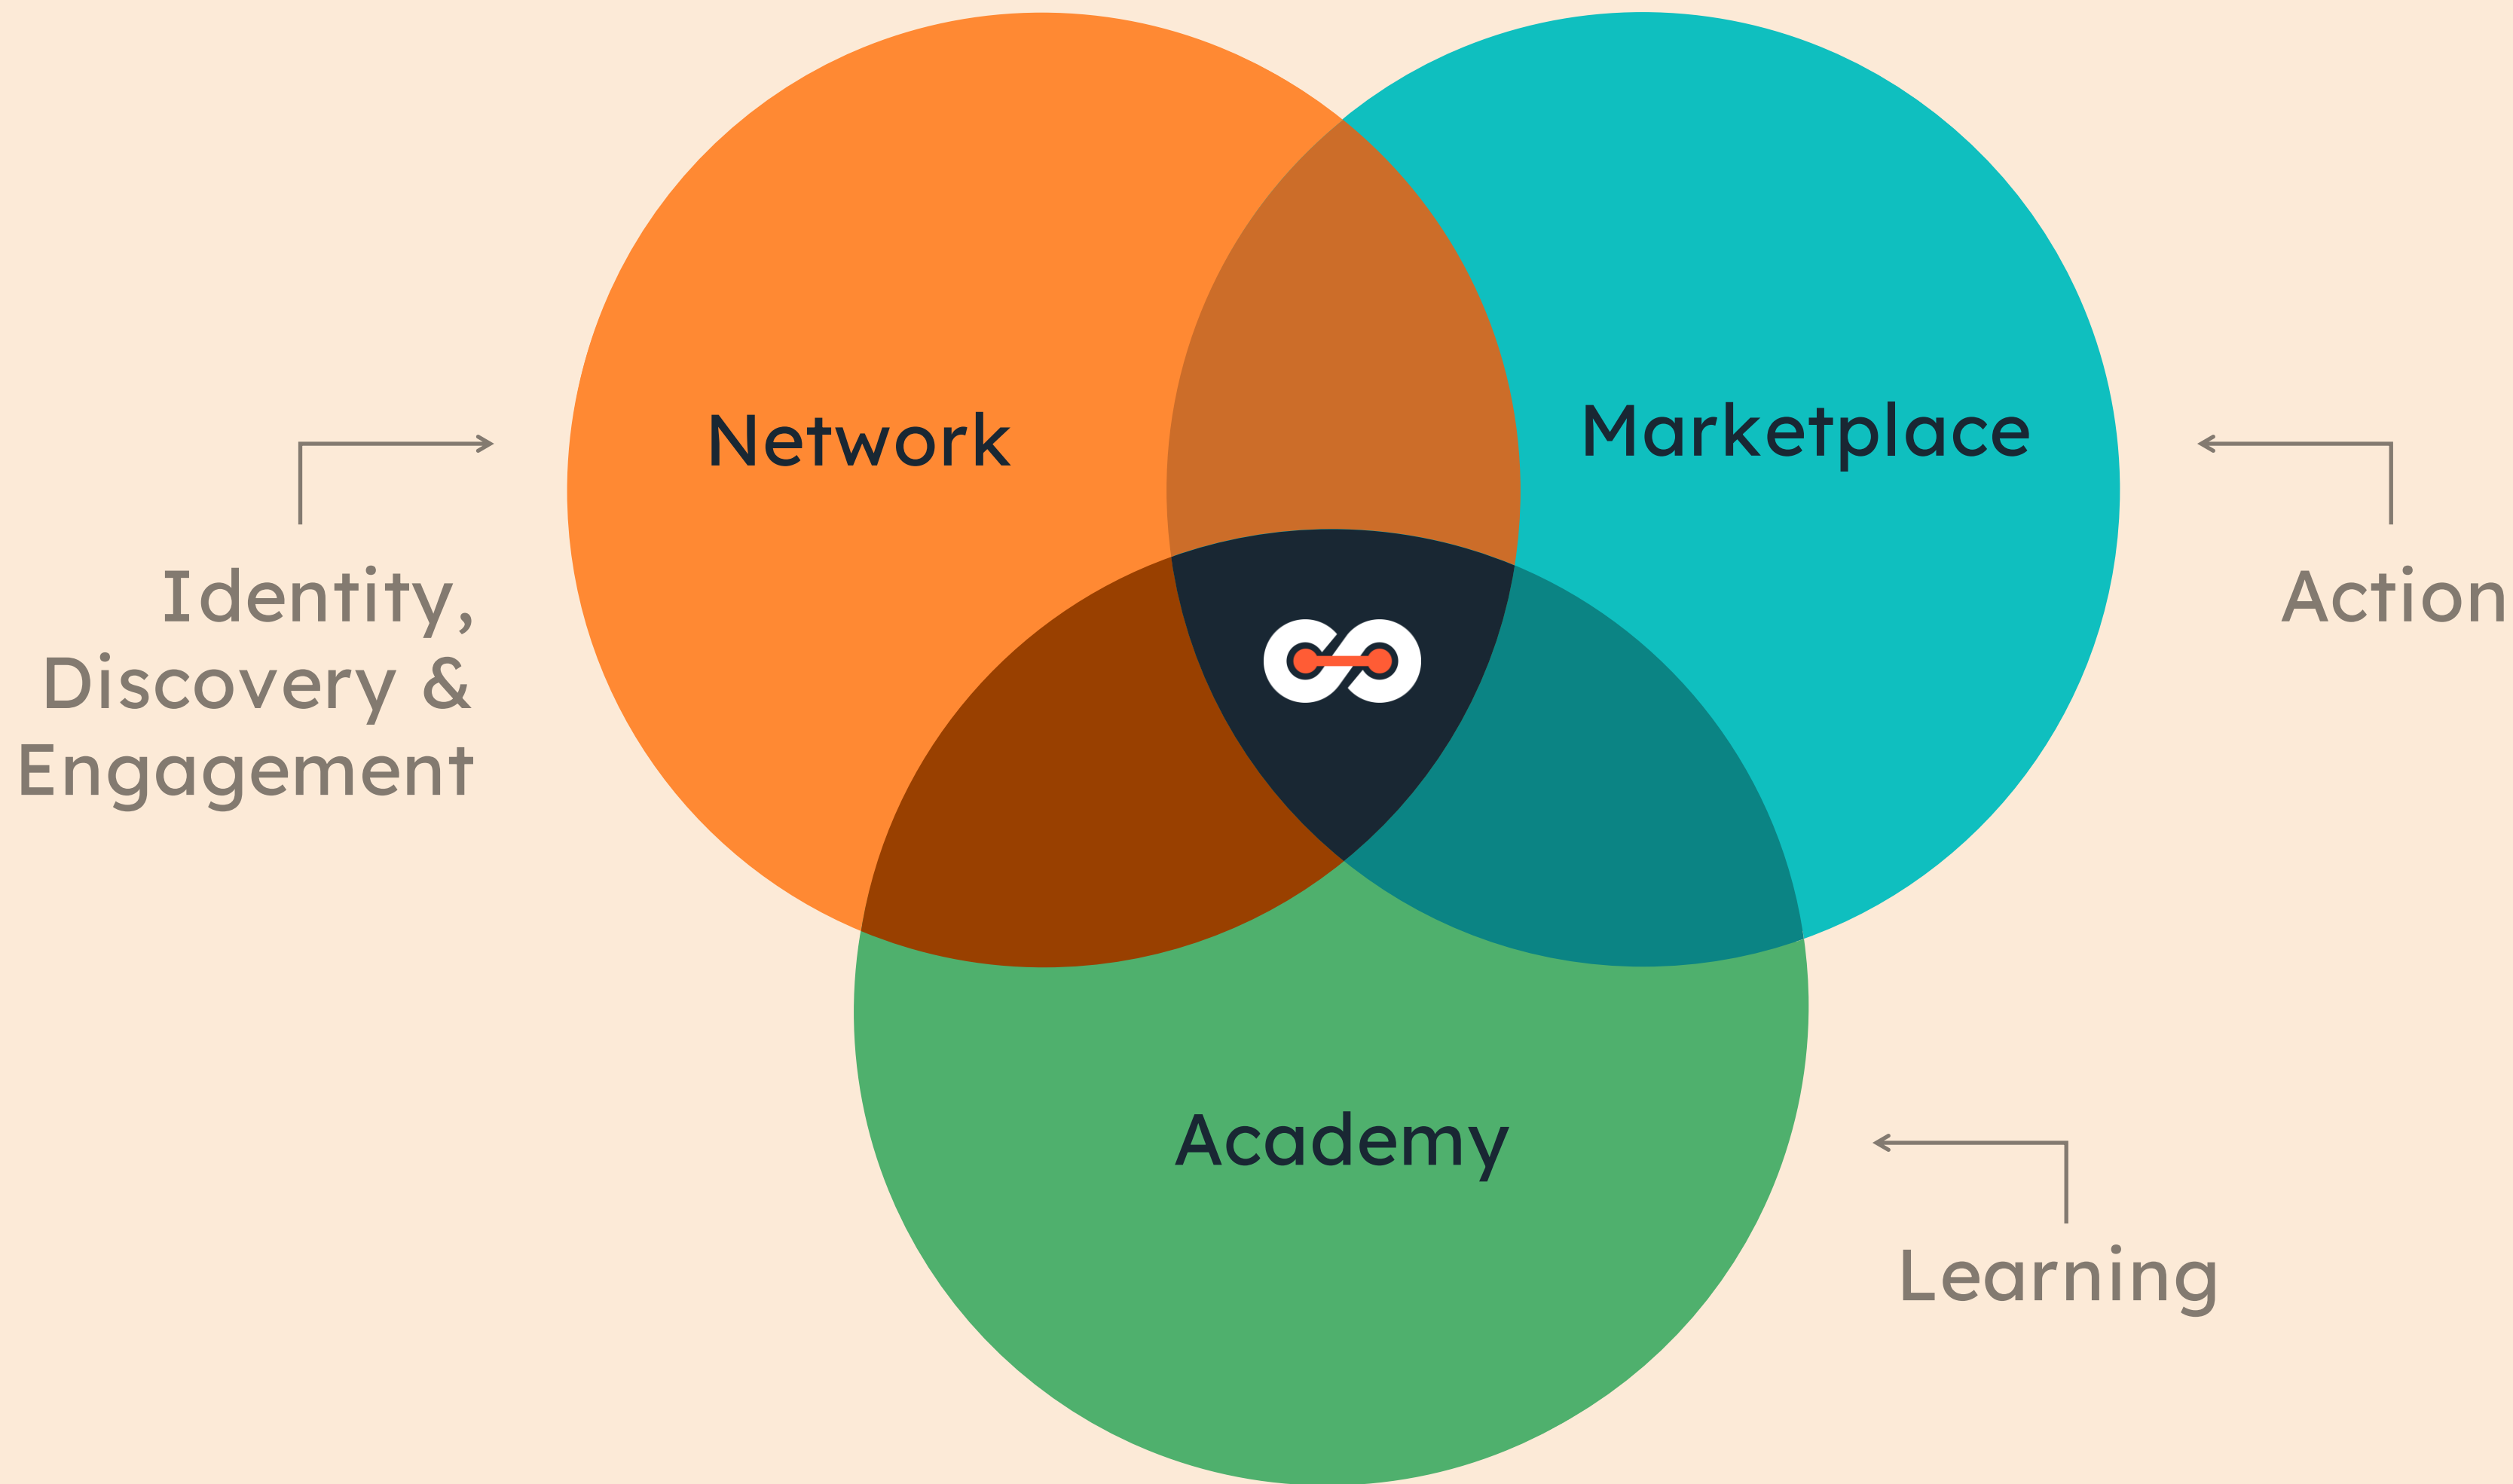 Network
Marketplace
Identity,
Discovery &
Engagement
Action
Academy
Learning